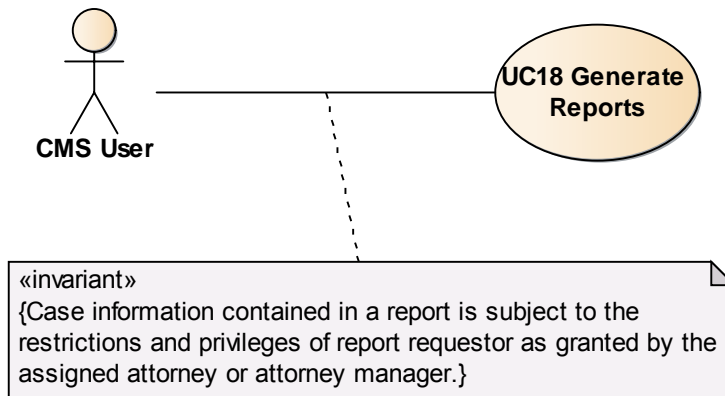 UC18 Generate
Reports
CMS User
«invariant»
{Case information contained in a report is subject to the
restrictions and privileges of report requestor as granted by the
assigned attorney or attorney manager.}